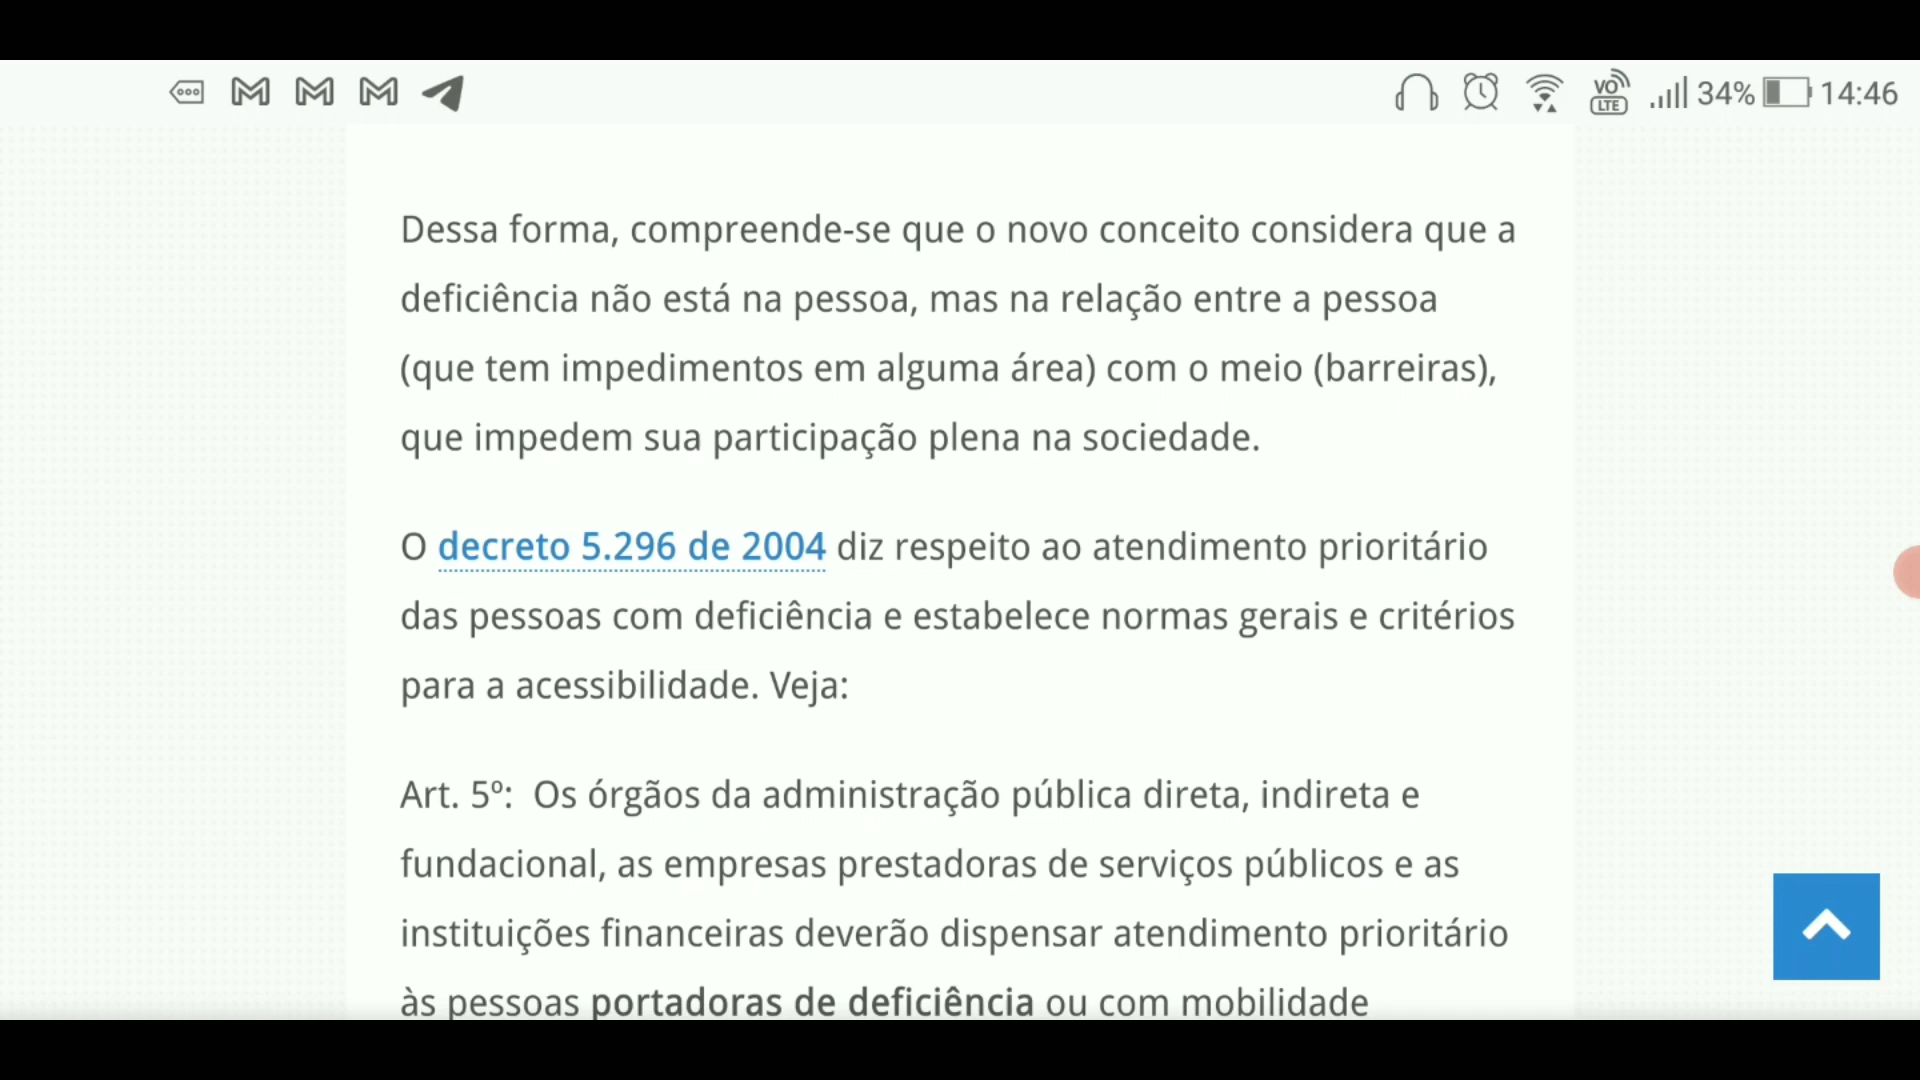 VO LTE 34% 14:46
Dessa forma, compreende-se que o novo conceito considera que a
deficiência não está na pessoa, mas na relação entre a pessoa
(que tem impedimentos em alguma área) com o meio (barreiras),
que impedem sua participação plena na sociedade.
O decreto 5.296 de 2004 diz respeito ao atendimento prioritário
das pessoas com deficiência e estabelece normas gerais e critérios
para a acessibilidade. Veja:
Art. 5º: Os órgãos da administração pública direta, indireta e
fundacional, as empresas prestadoras de serviços públicos e as
instituições financeiras deverão dispensar atendimento prioritário
às pessoas portadoras de deficiência ou com mobilidade